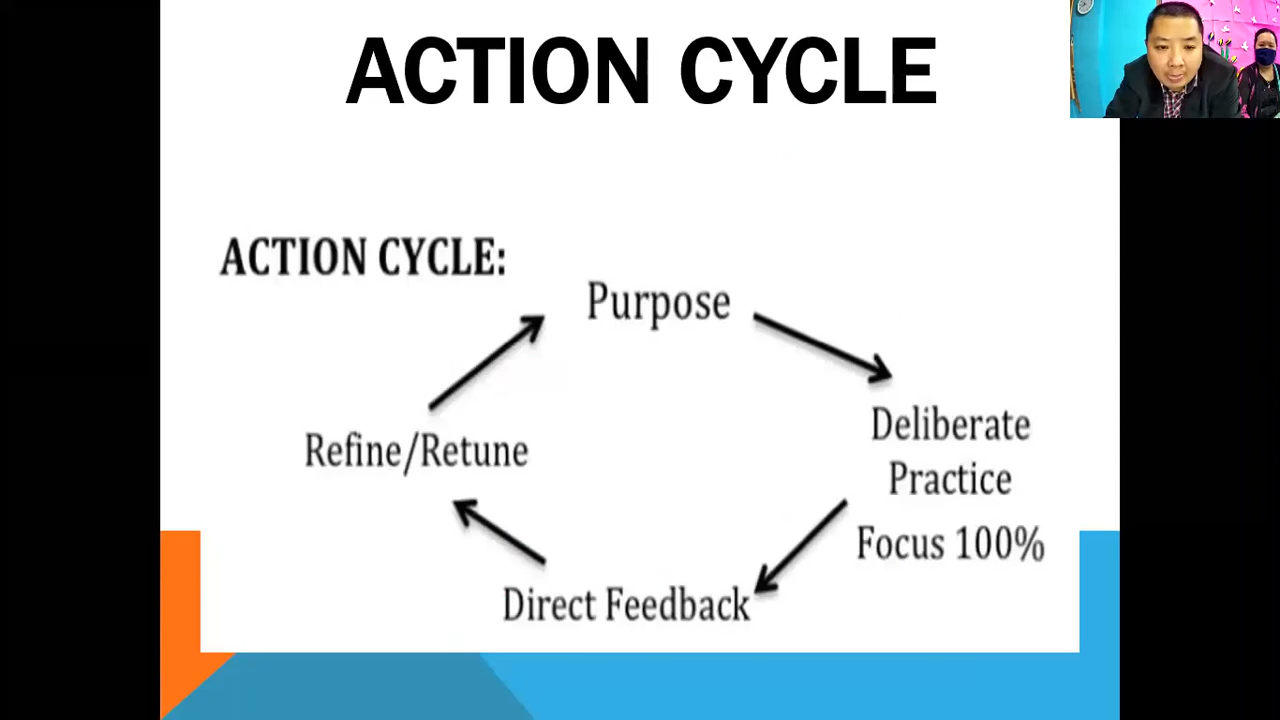 ACTION CYCLE
ACTION CYCLE:
Purpose
Deliberate
Practice
Focus 100%
Refine/Retune
Direct Feedback